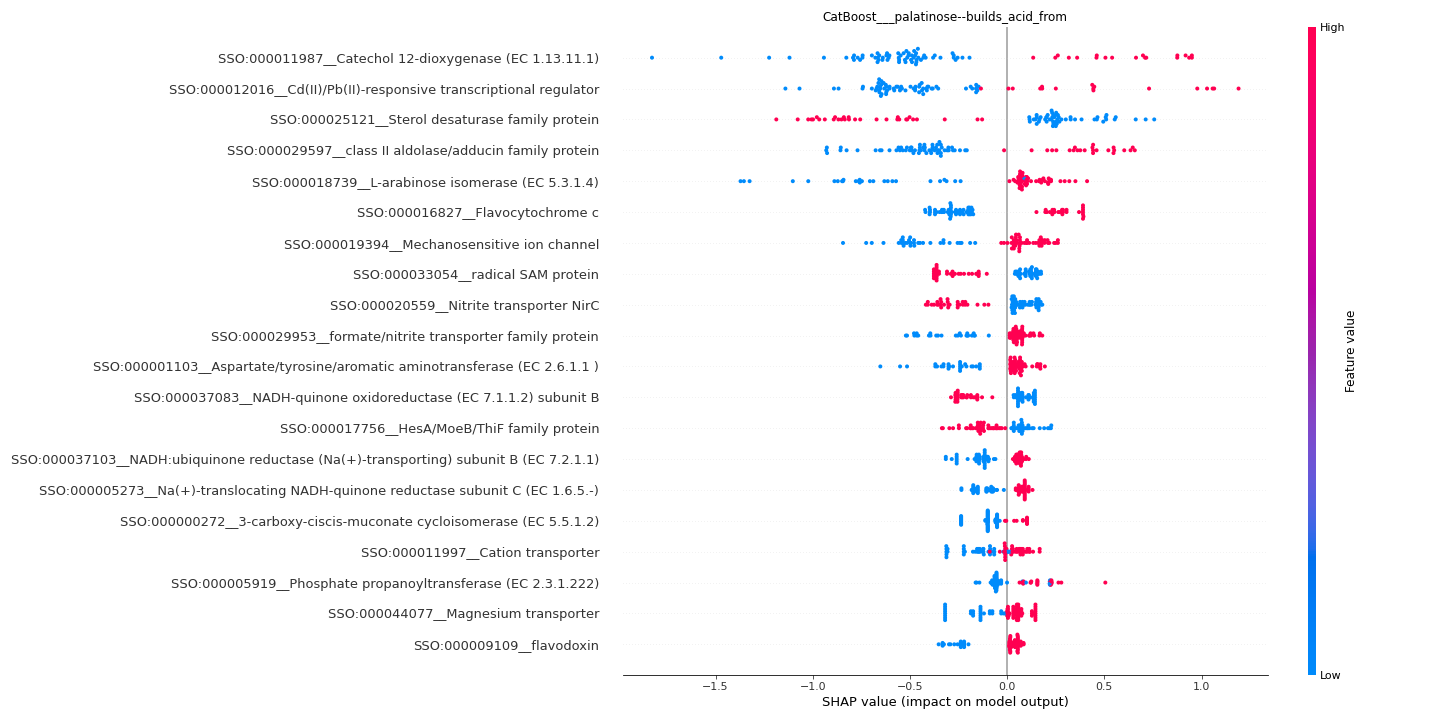 CatBoost___palatinose--builds_acid_from
SSO:000011987__Catechol 12-dioxygenase (EC 1.13.11.1)
SSO:000012016__Cd(II)/Pb(II)-responsive transcriptional regulator
SSO:000025121__Sterol desaturase family protein
SSO:000029597__class II aldolase/adducin family protein
SSO:000018739__L-arabinose isomerase (EC 5.3.1.4)
SSO:000016827__Flavocytochrome c
SSO:000019394__Mechanosensitive ion channel
SSO:000033054__radical SAM protein
SSO:000020559__Nitrite transporter NirC
SSO:000029953__formate/nitrite transporter family protein
SSO:000001103__Aspartate/tyrosine/aromatic aminotransferase (EC 2.6.1.1 )
SSO:000037083__NADH-quinone oxidoreductase (EC 7.1.1.2) subunit B
SSO:000017756__HesA/MoeB/ThiF family protein
SSO:000037103__NADH:ubiquinone reductase (Na(+)-transporting) subunit B (EC 7.2.1.1)
SSO:000005273__Na(+)-translocating NADH-quinone reductase subunit C (EC 1.6.5.-)
SSO:000000272__3-carboxy-ciscis-muconate cycloisomerase (EC 5.5.1.2)
SSO:000011997__Cation transporter
SSO:000005919__Phosphate propanoyltransferase (EC 2.3.1.222)
SSO:000044077__Magnesium transporter
SSO:000009109__flavodoxin
−1.5 −1.0 −0.5 0.0 0.5 1.0
SHAP value (impact on model output)
High
Feature value
Low